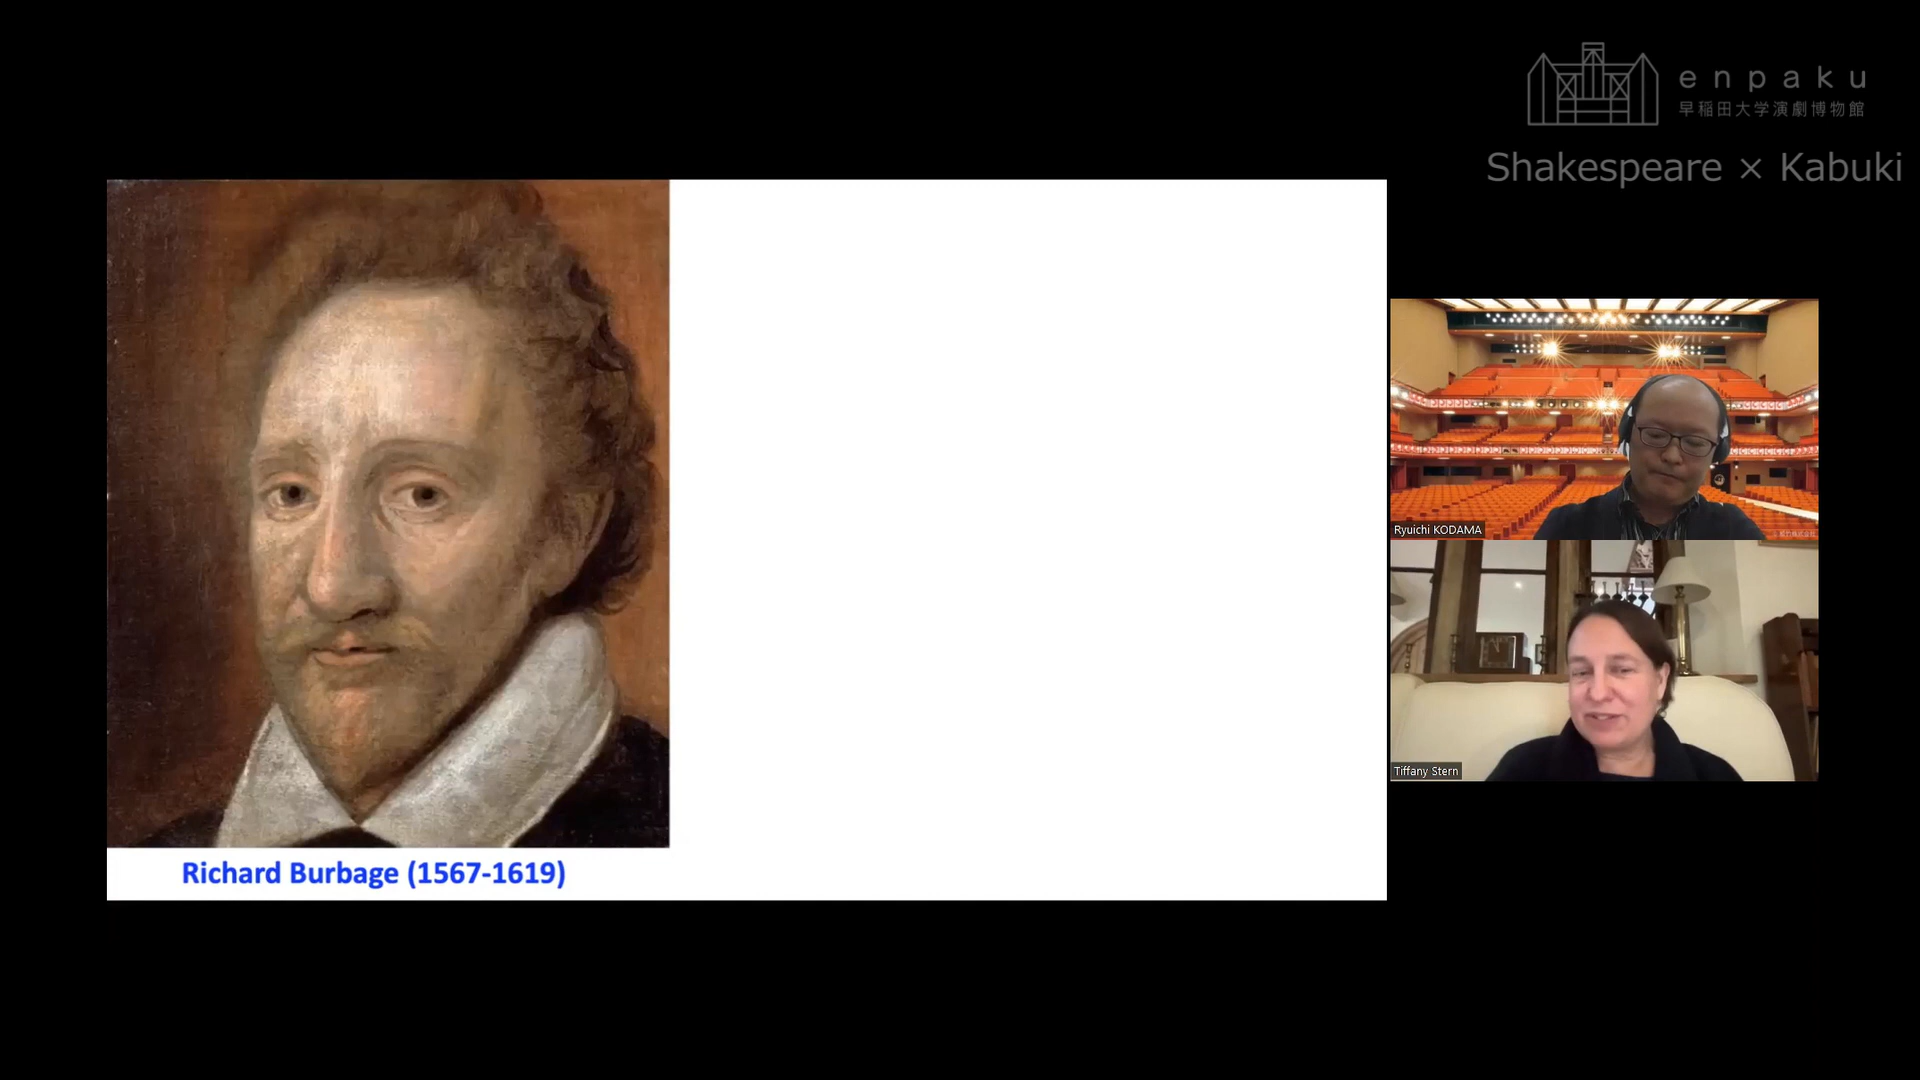 enpaku
早稲田大学演劇博物館
Shakespeare × Kabuki
Ryuichi KODAMA
Tiffany Stern
Richard Burbage (1567-1619)